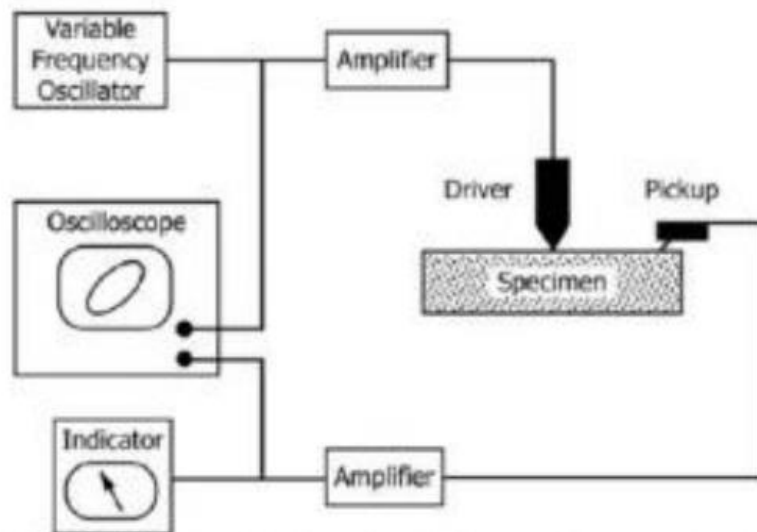 Variable
Frequency
Oscillator
Amplifier
Driver
Pickup
Oscilloscope
Specimen
Indicator
Amplifier